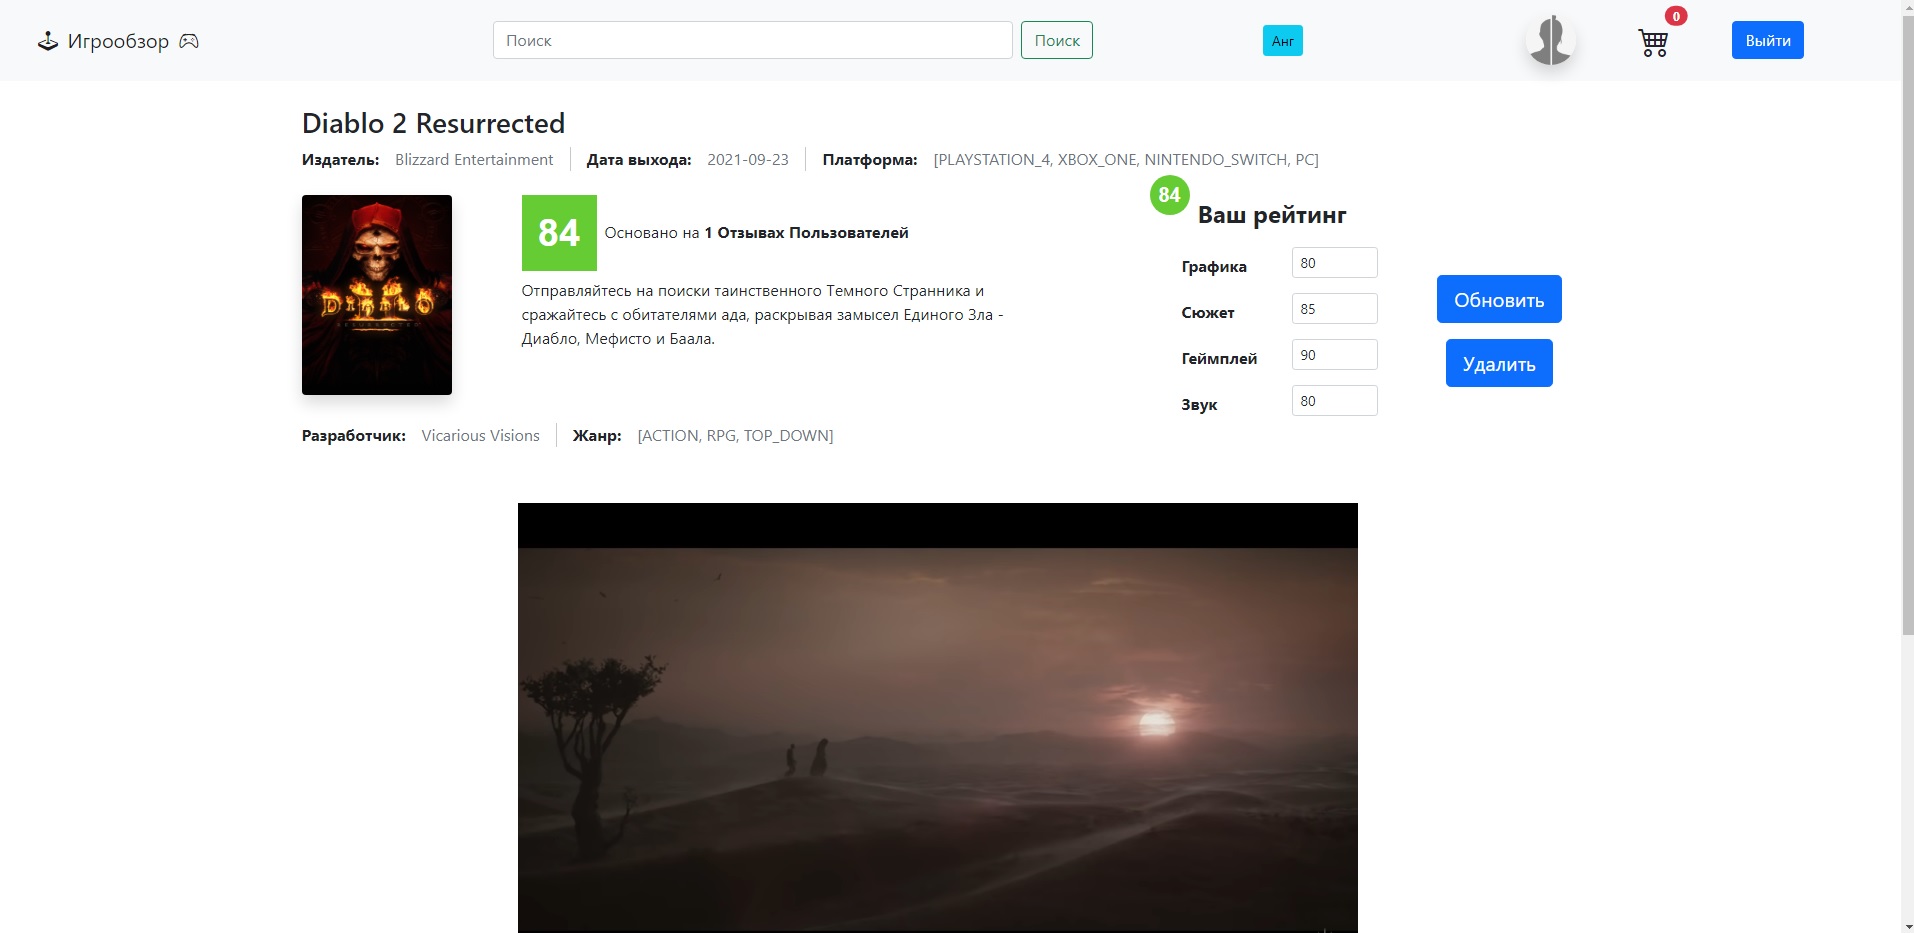 Игрообзор
Поиск
Поиск
Анг
0
Выйти
Diablo 2 Resurrected
Издатель: Blizzard Entertainment Дата выхода: 2021-09-23 Платформа: [PLAYSTATION_4, XBOX_ONE, NINTENDO_SWITCH, PC]
DIABLO
RESURRECTED
84
Основано на 1 Отзывах Пользователей
Отправляйтесь на поиски таинственного Темного Странника и
сражайтесь с обитателями ада, раскрывая замысел Единого Зла -
Диабло, Мефисто и Баала.
84
Ваш рейтинг
Графика 80
Сюжет 85
Геймплей 90
Звук 80
Обновить
Удалить
Разработчик: Vicarious Visions Жанр: [ACTION, RPG, TOP_DOWN]